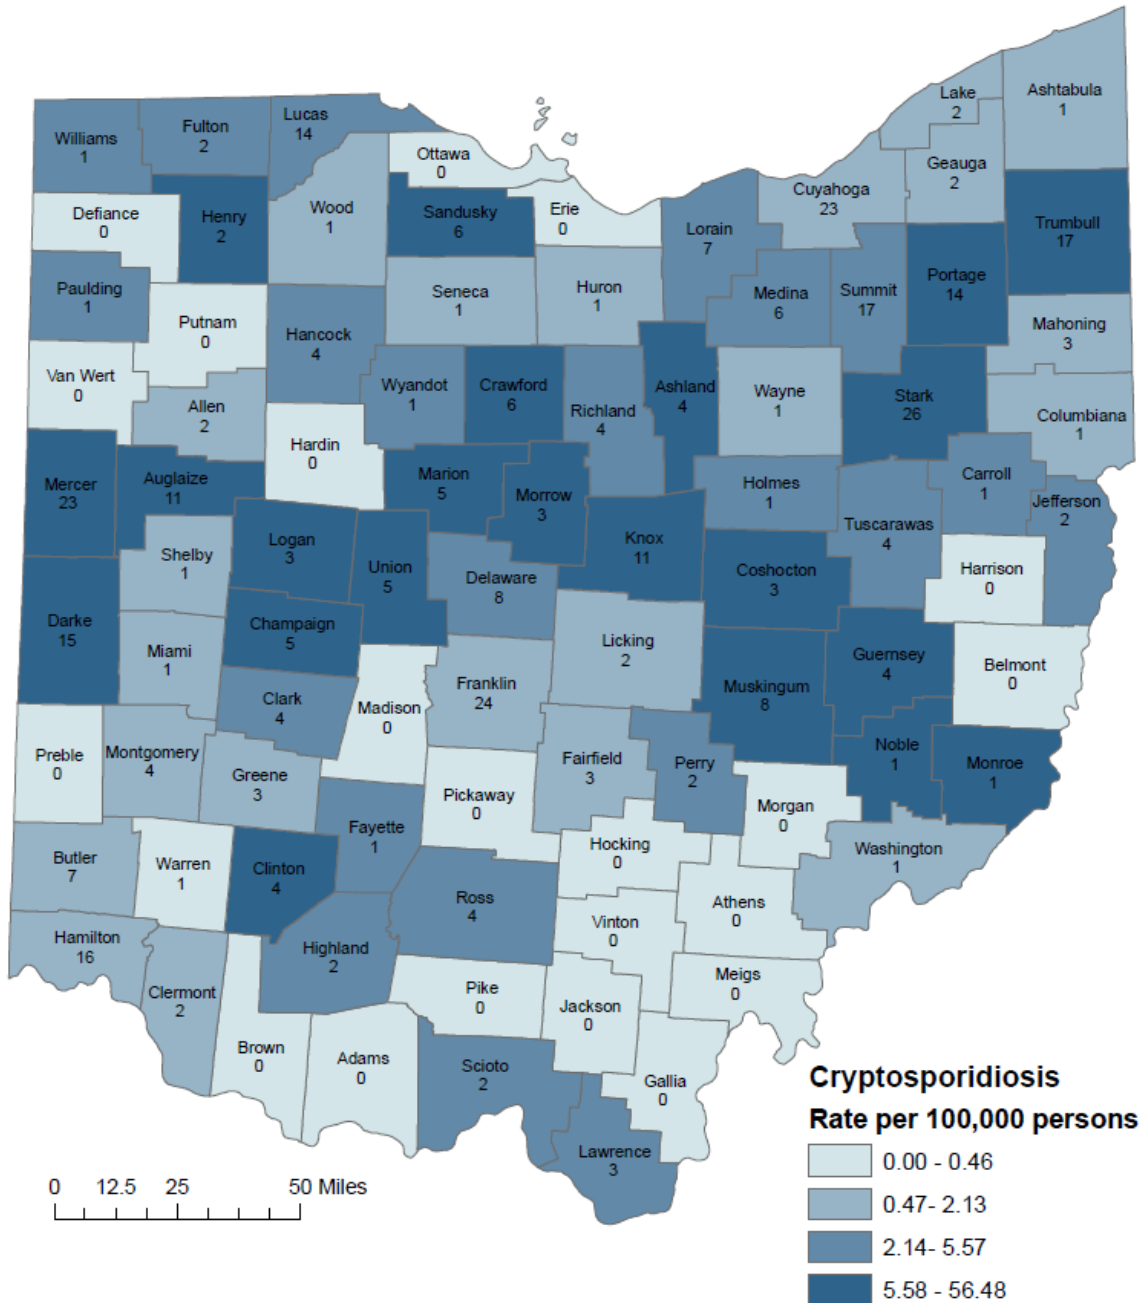 Lake
2
Ashtabula
1
Williams
1
Fulton
2
Lucas
14
Ottawa
0
Geauga
2
Cuyahoga
23
Defiance
0
Henry
2
Wood
1
Sandusky
6
Erie
0
Lorain
7
Trumbull
17
Portage
14
Paulding
1
Seneca
1
Huron
1
Medina
6
Summit
17
Putnam
0
Hancock
4
Mahoning
3
Van Wert
0
Allen
2
Wyandot
1
Crawford
6
Richland
4
Ashland
4
Wayne
1
Stark
26
Columbiana
1
Hardin
0
Mercer
23
Auglaize
11
Marion
5
Morrow
3
Holmes
1
Carroll
1
Jefferson
2
Tuscarawas
4
Shelby
1
Logan
3
Union
5
Knox
11
Coshocton
3
Harrison
0
Delaware
8
Darke
15
Champaign
5
Miami
1
Licking
2
Guernsey
4
Belmont
0
Clark
4
Madison
0
Franklin
24
Muskingum
8
Preble
0
Montgomery
4
Greene
3
Fairfield
3
Perry
2
Noble
1
Monroe
1
Pickaway
0
Morgan
0
Fayette
1
Hocking
0
Washington
1
Butler
7
Warren
1
Clinton
4
Ross
4
Athens
0
Vinton
0
Hamilton
16
Highland
2
Clermont
2
Pike
0
Jackson
0
Meigs
0
Brown
0
Adams
0
Scioto
2
Gallia
0
Lawrence
3
Cryptosporidiosis
Rate per 100,000 persons
0.00 - 0.46
0.47- 2.13
2.14- 5.57
5.58 - 56.48
0 12.5 25 50 Miles